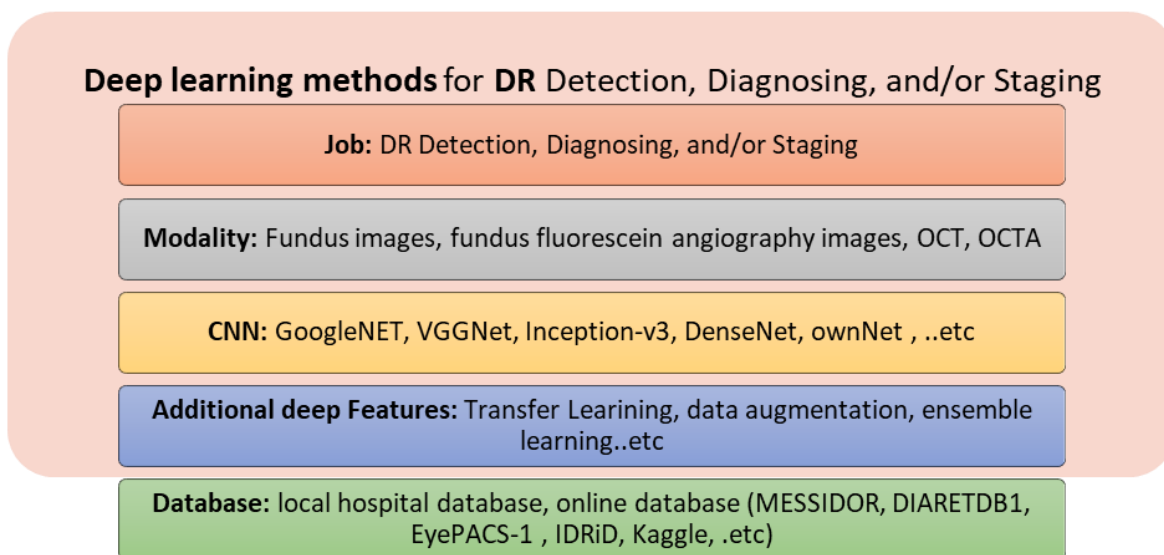 Deep learning methods for DR Detection, Diagnosing, and/or Staging
Job: DR Detection, Diagnosing, and/or Staging
Modality: Fundus images, fundus fluorescein angiography images, OCT, OCTA
CNN: GoogleNET, VGGNet, Inception-v3, DenseNet, ownNet , ..etc
Additional deep Features: Transfer Learining, data augmentation, ensemble
learning..etc
Database: local hospital database, online database (MESSIDOR, DIARETDB1,
EyePACS-1 , IDRiD, Kaggle, .etc)